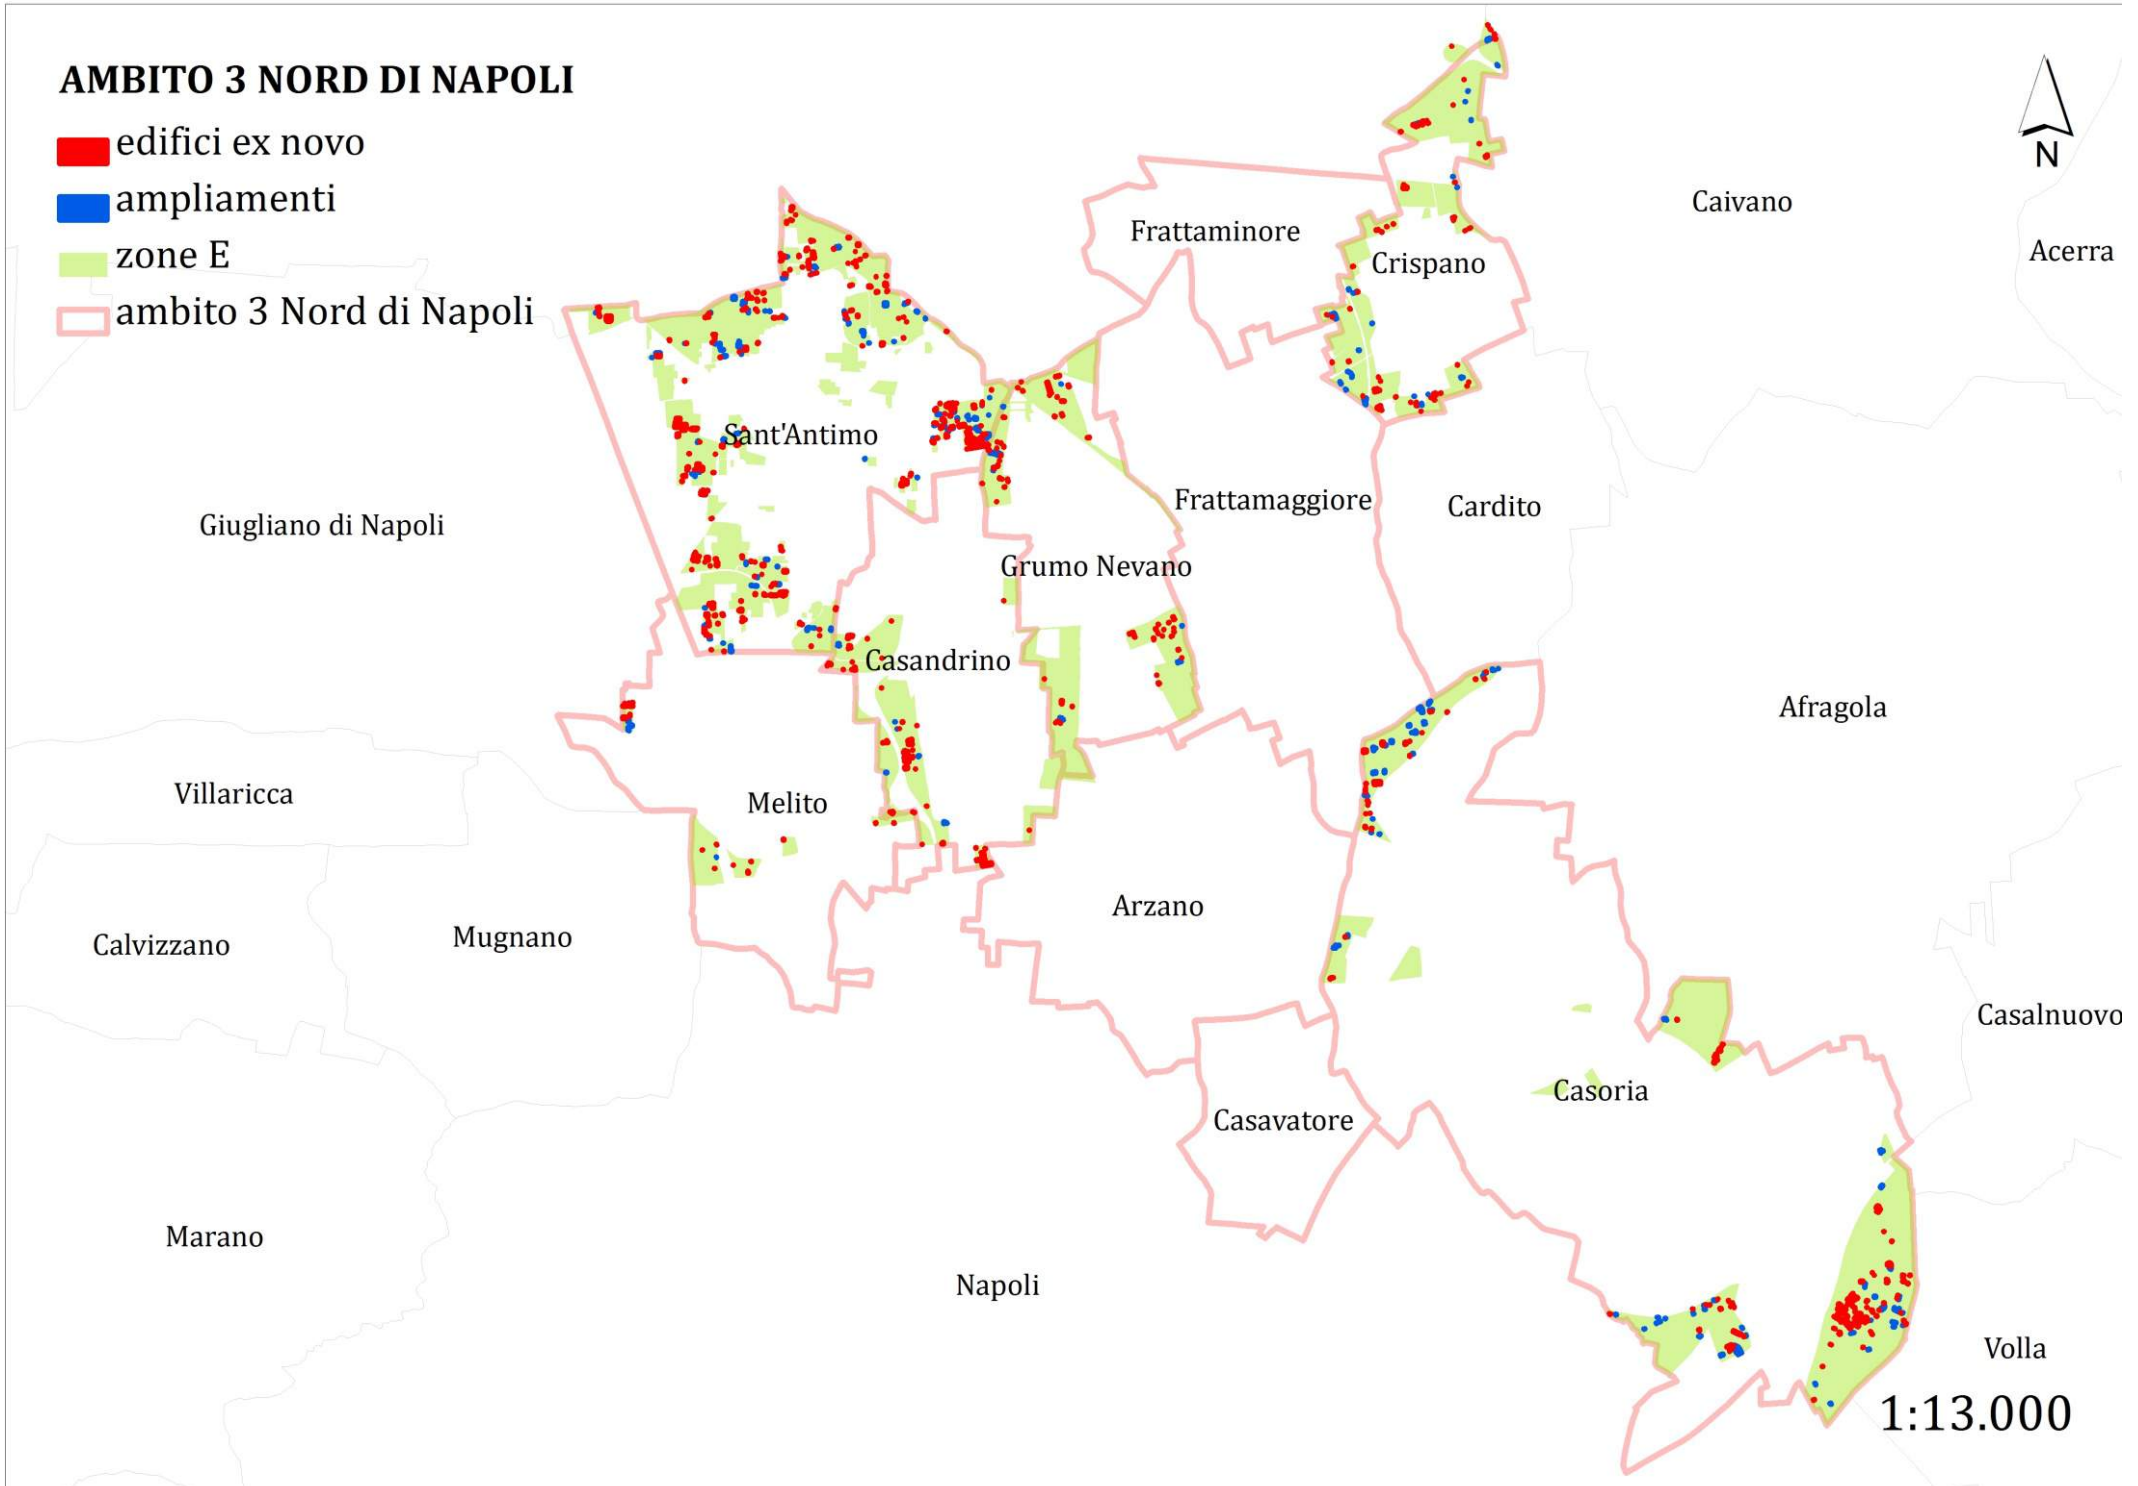 AMBITO 3 NORD DI NAPOLI
edifici ex novo
ampliamenti
zone E
ambito 3 Nord di Napoli
N
Caivano
Frattaminore
Acerra
Crispano
Sant'Antimo
Frattamaggiore
Cardito
Giugliano di Napoli
Grumo Nevano
Casandrino
Afragola
Villaricca
Melito
Arzano
Mugnano
Calvizzano
Casalnuovo
Casoria
Casavatore
Marano
Napoli
Volla
1:13.000